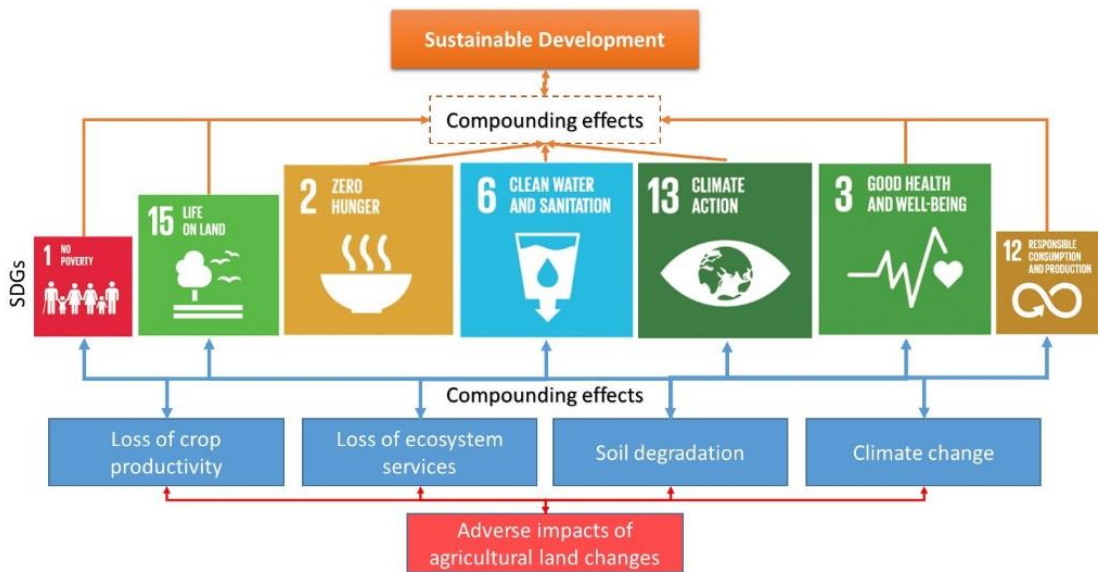 Sustainable Development
Compounding effects
SDGs
1 NO
POVERTY
15 LIFE
ON LAND
2 ZERO
HUNGER
6 CLEAN WATER
AND SANITATION
13 CLIMATE
ACTION
3 GOOD HEALTH
AND WELL-BEING
12 RESPONSIBLE
CONSUMPTION
AND PRODUCTION
Compounding effects
Loss of crop
productivity
Loss of ecosystem
services
Soil degradation
Climate change
Adverse impacts of
agricultural land changes